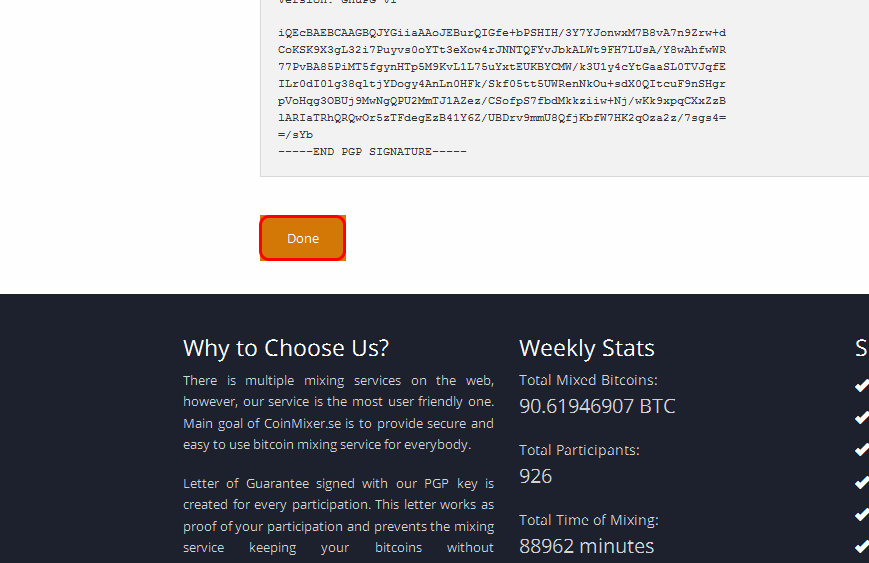 Version: GnuPG v1
iQEcBAEBCAAGBQJYGiiaAAoJEBurQIGfe+bPSHIH/3Y7YJonwxM7B8vA7n9Zrw+d
CoKSK9X3gL32i7Puyvs0oYTt3eXow4rJNNTQFYvJbkALWt9FH7LUsA/Y8wAhfwWR
77PvBA85PiMT5fgynHTp5M9KvL1L75uYxtEUKBYCMW/k3U1y4cYtGaaSL0TVJqfE
ILr0dI0lg38qltjYDogy4AnLn0HFk/Skf05tt5UWRenNkOu+sdX0QItcuF9nSHgr
pVoHqg3OBUj9MwNgQPU2MmTJ1AZez/CSofpS7fbdMkkziiw+Nj/wKk9xpqCXxZzB
lARIaTRhQRQwOr5zTFdegEzB41Y6Z/UBDrv9mmU8QfjKbfW7HK2qOza2z/7sgs4=
=/sYb
-----END PGP SIGNATURE-----
Done
Why to Choose Us?
There is multiple mixing services on the web,
however, our service is the most user friendly one.
Main goal of CoinMixer.se is to provide secure and
easy to use bitcoin mixing service for everybody.
Letter of Guarantee signed with our PGP key is
created for every participation. This letter works as
proof of your participation and prevents the mixing
service keeping your bitcoins without
Weekly Stats
Total Mixed Bitcoins:
90.61946907 BTC
Total Participants:
926
Total Time of Mixing:
88962 minutes
S